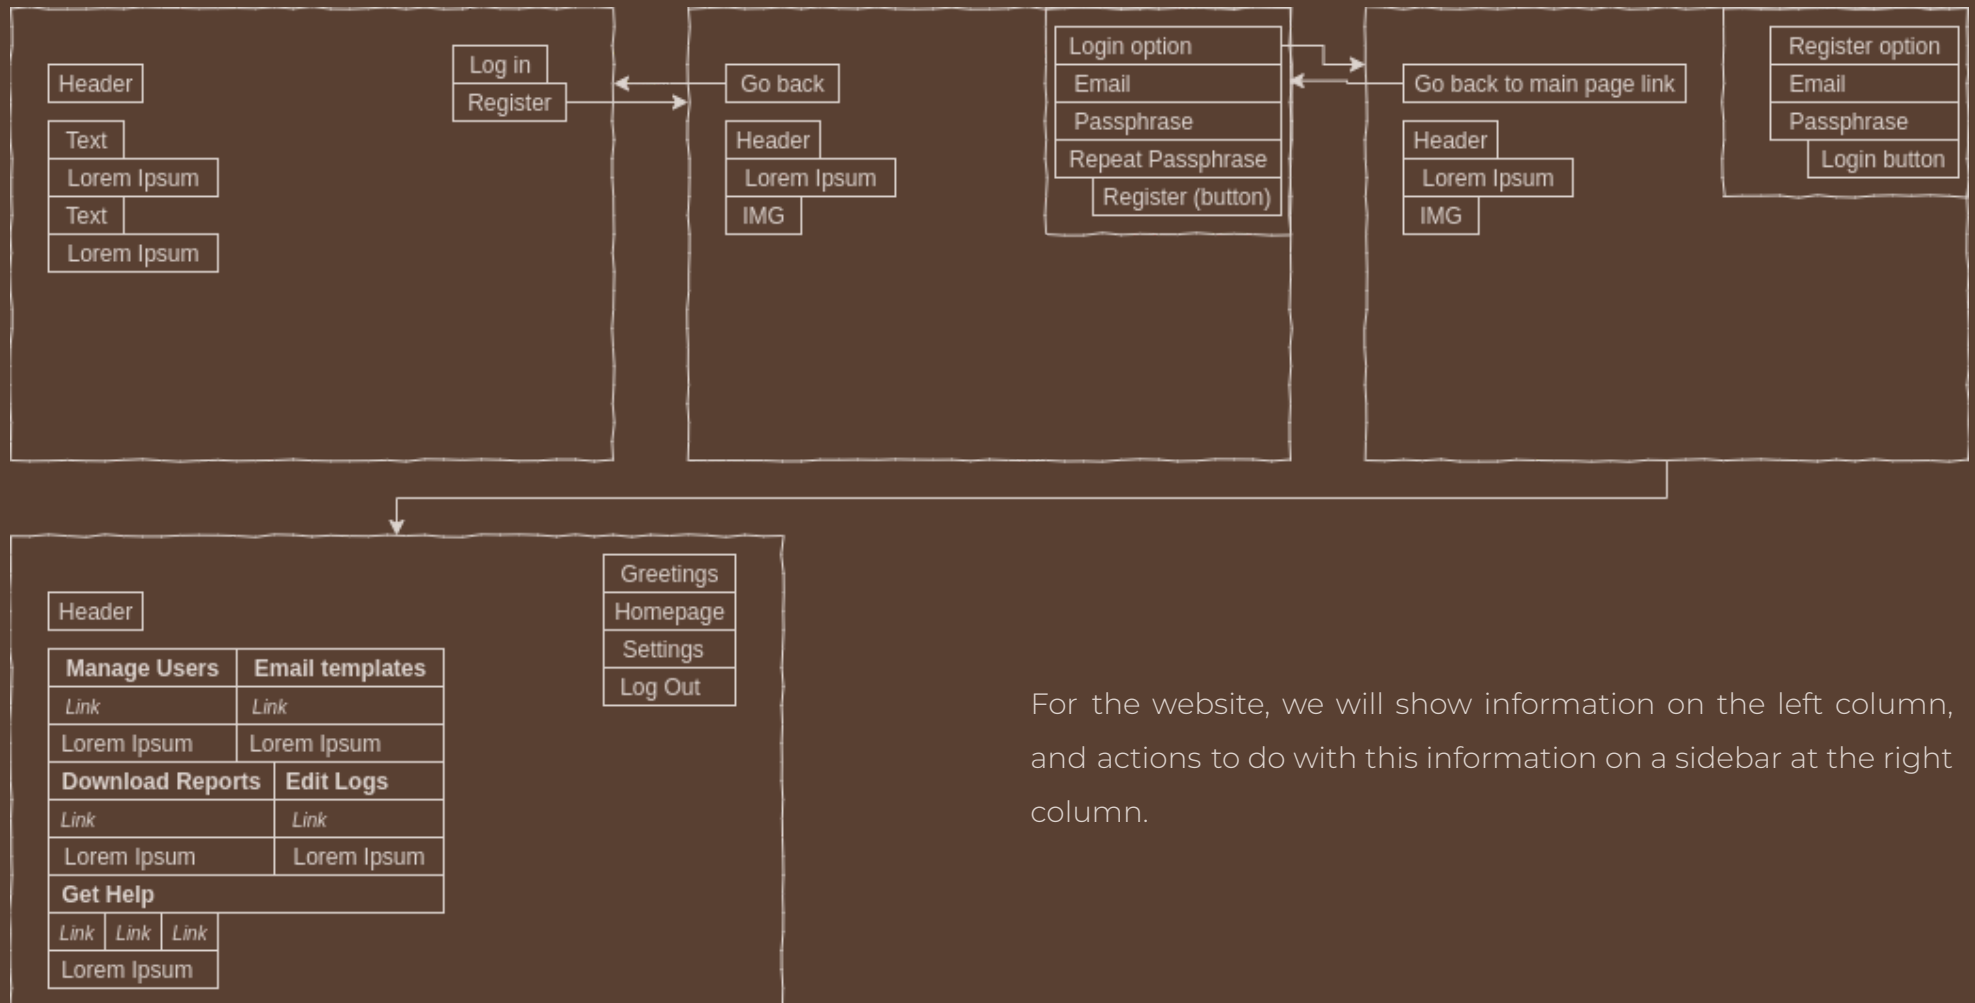 Header
Text
Lorem Ipsum
Text
Lorem Ipsum
Log in
Register
Go back
Header
Lorem Ipsum
IMG
Login option
Email
Passphrase
Repeat Passphrase
Register (button)
Go back to main page link
Header
Lorem Ipsum
IMG
Register option
Email
Passphrase
Login button
Header
Manage Users Email templates
Link Link
Lorem Ipsum Lorem Ipsum
Download Reports Edit Logs
Link Link
Lorem Ipsum Lorem Ipsum
Get Help
Link Link Link
Lorem Ipsum
Greetings
Homepage
Settings
Log Out
For the website, we will show information on the left column,
and actions to do with this information on a sidebar at the right
column.